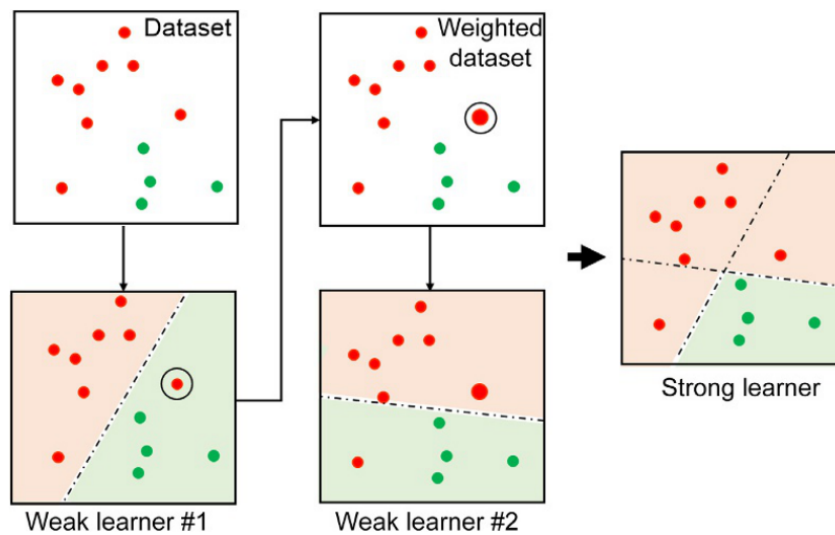 Dataset
Weighted
dataset
Weak learner #1
Weak learner #2
Strong learner